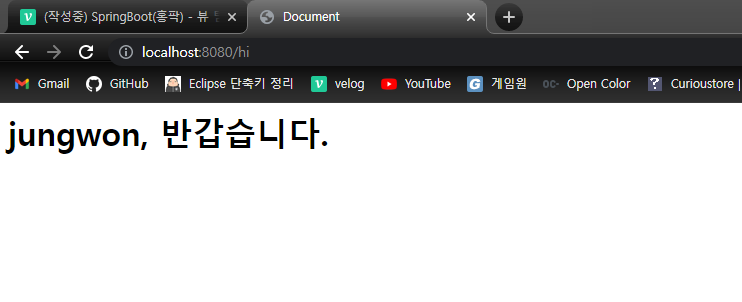 (작성중) SpringBoot(홍팍) - 뷰
Document
localhost:8080/hi
Gmail GitHub Eclipse 단축키 정리 velog YouTube 게임원 OC- Open Color Curioustore |
jungwon, 반갑습니다.